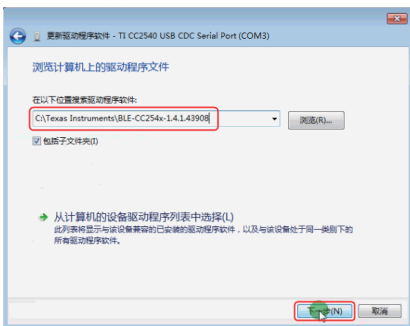 更新驱动程序软件 - TI CC2540 USB CDC Serial Port (COM3)
浏览计算机上的驱动程序文件
在以下位置搜索驱动程序软件:
C:\Texas Instruments\BLE-CC254x-1.4.1.43908
浏览(R)...
包括子文件夹(I)
从计算机的设备驱动程序列表中选择(L)
此列表将显示与该设备兼容的已安装的驱动程序软件，以及与该设备处于同一类别下的
所有驱动程序软件。
下一步(N)
取消